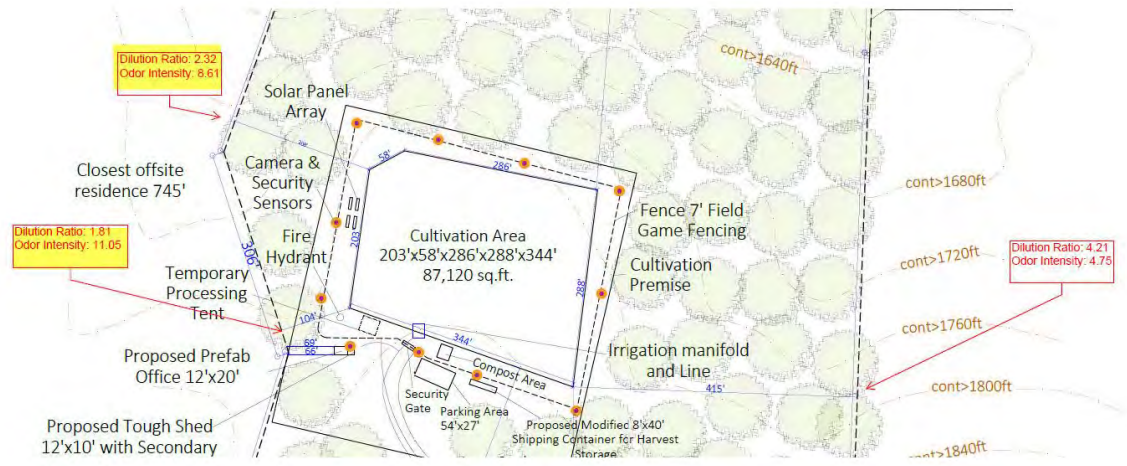 Dilution Ratio: 2.32
Odor Intensity: 8.61
cont>1640ft
Solar Panel
Array
58'
286'
Closest offsite
residence 745'
Camera &
Security
Sensors
cont>1680ft
Fence 7' Field
Game Fencing
Dilution Ratio: 1.81
Odor Intensity: 11.05
306'
Fire
Hydrant
203'
Cultivation Area
203'x58'x286'x288'x344'
87,120 sq.ft.
cont>1720ft
Dilution Ratio: 4.21
Odor Intensity: 4.75
Temporary
Processing
Tent
Cultivation
Premise
288'
104'
cont>1760ft
69'
66'
344'
Proposed Prefab
Office 12'x20'
Irrigation manifold
and Line
Compost Area
415'
cont>1800ft
Security
Gate
Parking Area
54'x27'
Proposed Tough Shed
12'x10' with Secondary
Proposed Modified 8'x40'
Shipping Container for Harvest
Storage
cont>1840ft